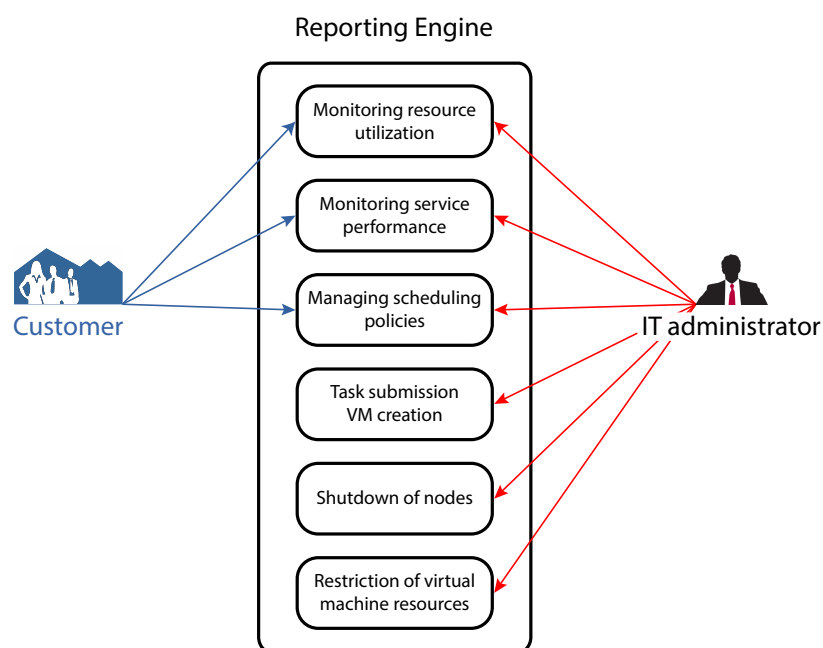 Reporting Engine
Monitoring resource
utilization
Monitoring service
performance
Managing scheduling
policies
Customer
IT administrator
Task submission
VM creation
Shutdown of nodes
Restriction of virtual
machine resources